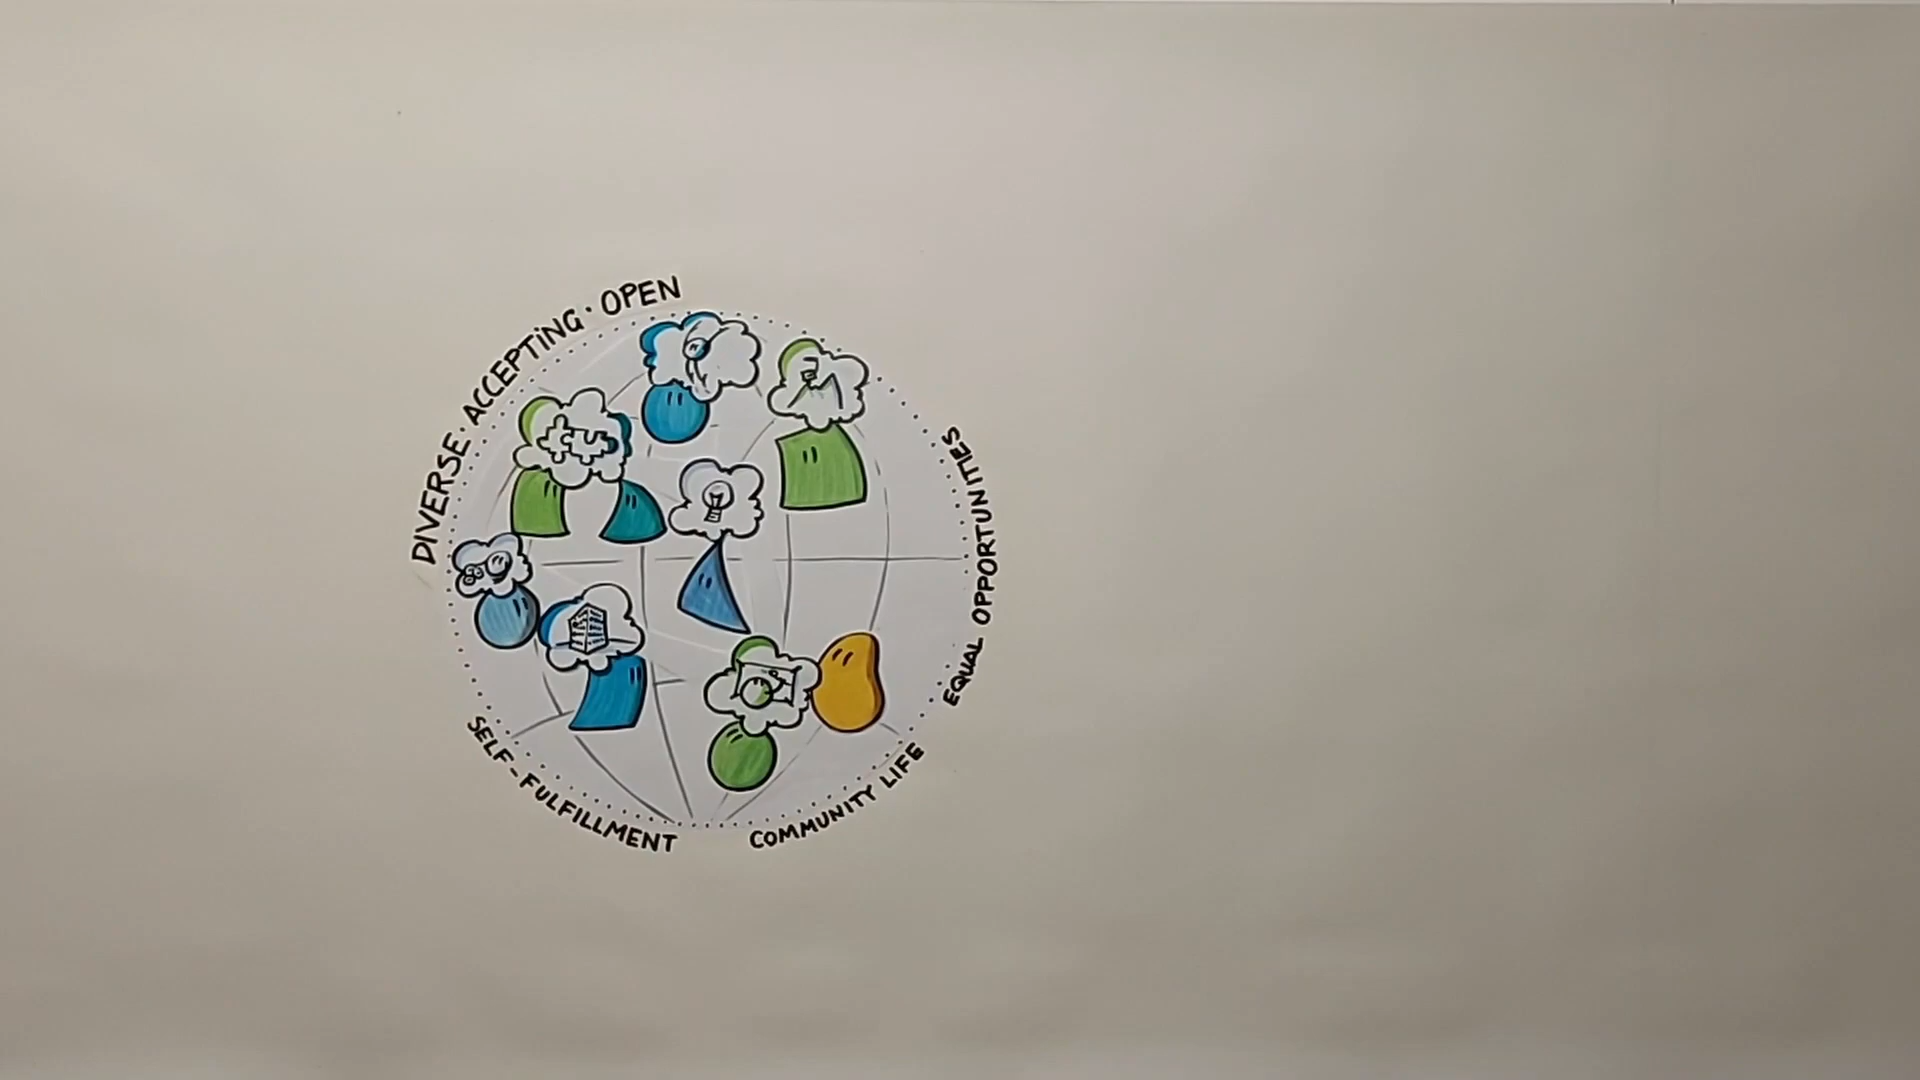 DIVERSE · ACCEPTING · OPEN
EQUAL OPPORTUNITIES
SELF-FULFILLMENT
COMMUNITY LIFE